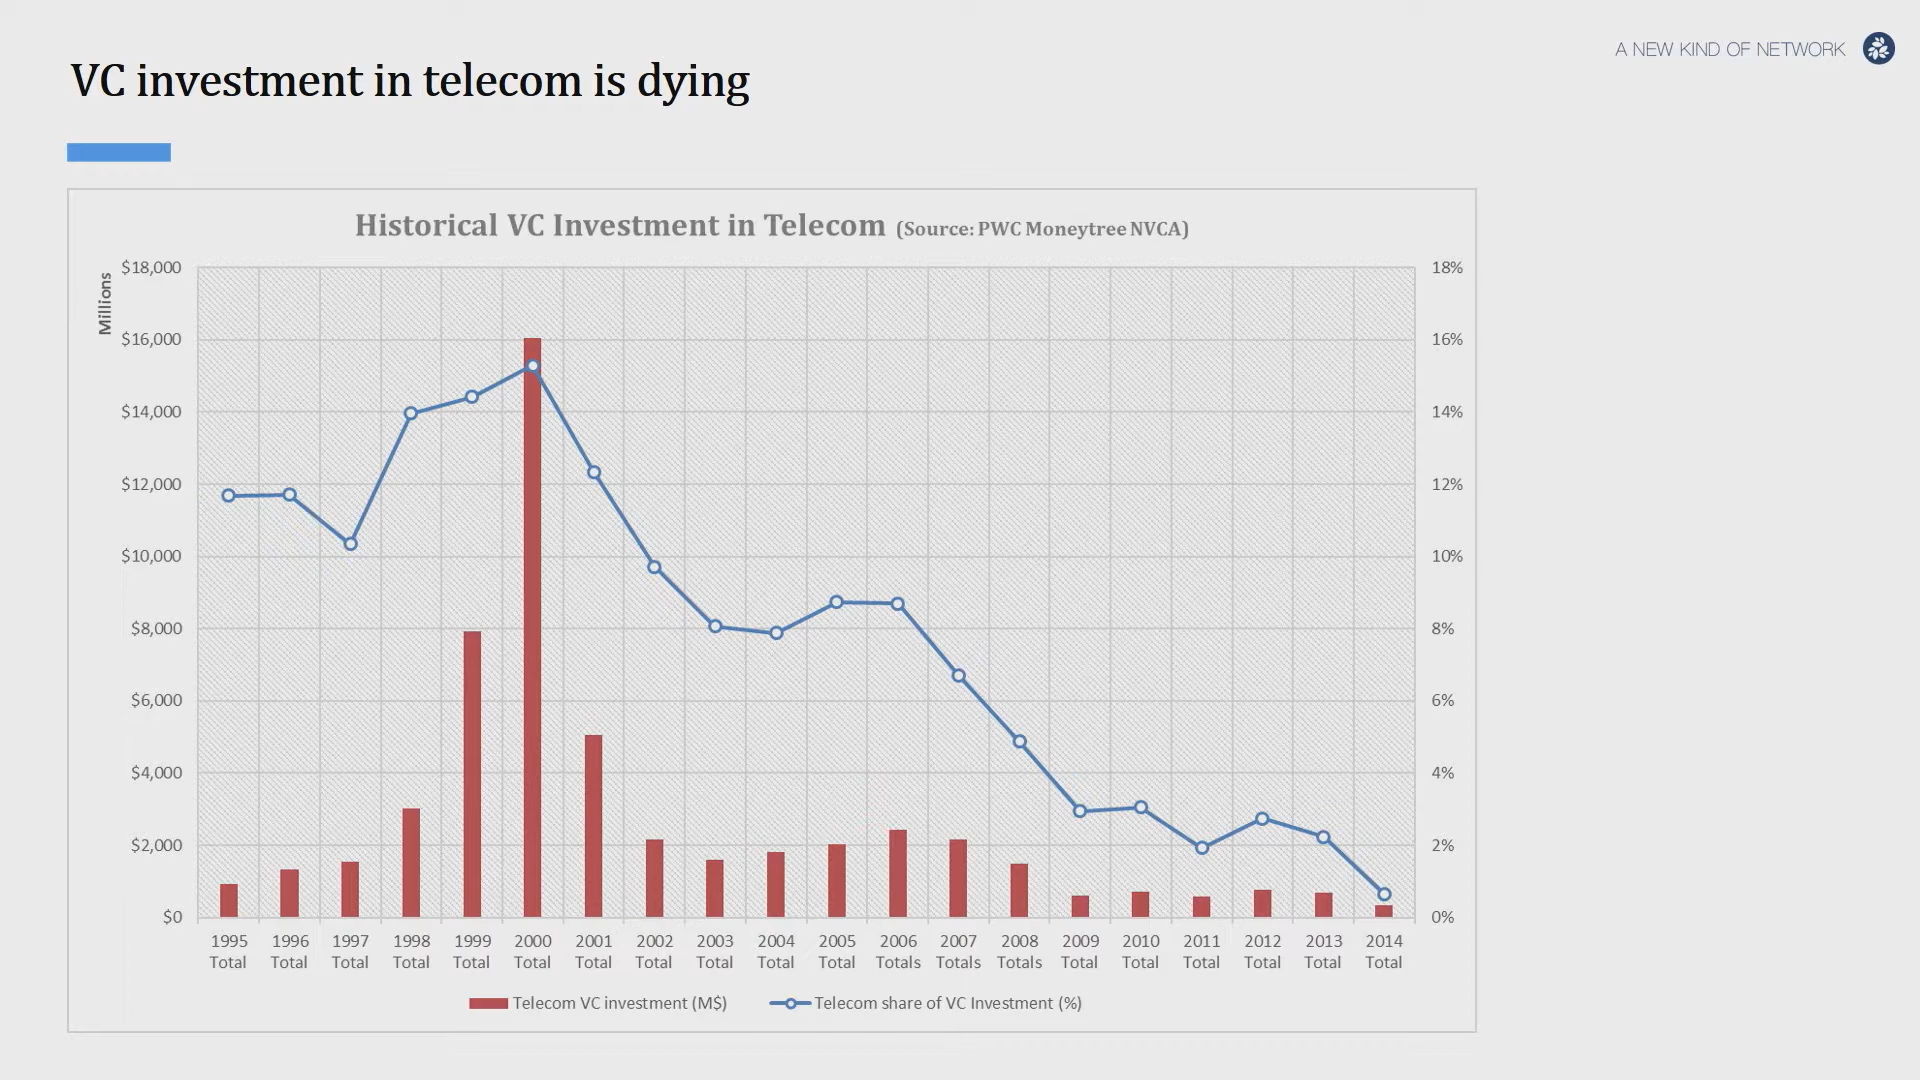 A NEW KIND OF NETWORK
VC investment in telecom is dying
Historical VC Investment in Telecom (Source: PWC Moneytree NVCA)
Millions
$18,000
$16,000
$14,000
$12,000
$10,000
$8,000
$6,000
$4,000
$2,000
$0
18%
16%
14%
12%
10%
8%
6%
4%
2%
0%
1995 Total
1996 Total
1997 Total
1998 Total
1999 Total
2000 Total
2001 Total
2002 Total
2003 Total
2004 Total
2005 Total
2006 Totals
2007 Totals
2008 Totals
2009 Total
2010 Total
2011 Total
2012 Total
2013 Total
2014 Total
Telecom VC investment (M$)
Telecom share of VC Investment (%)